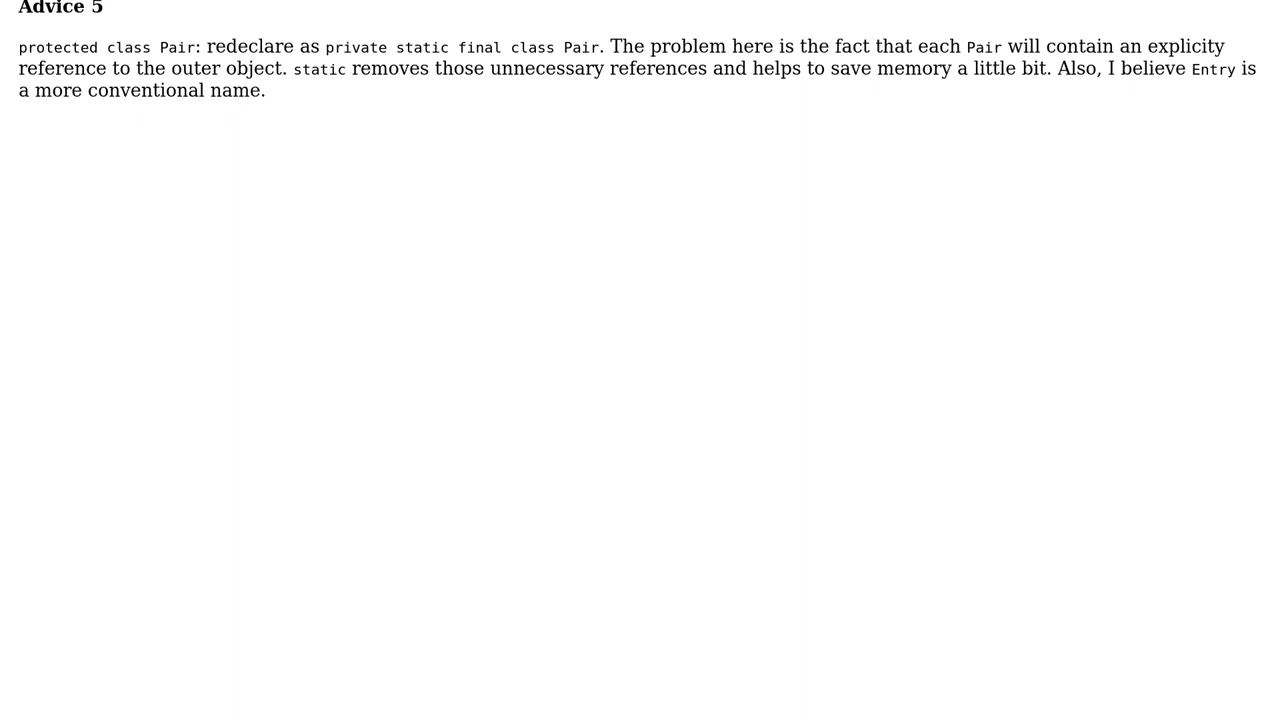 Advice 5
protected class Pair: redeclare as private static final class Pair. The problem here is the fact that each Pair will contain an explicity
reference to the outer object. static removes those unnecessary references and helps to save memory a little bit. Also, I believe Entry is
a more conventional name.